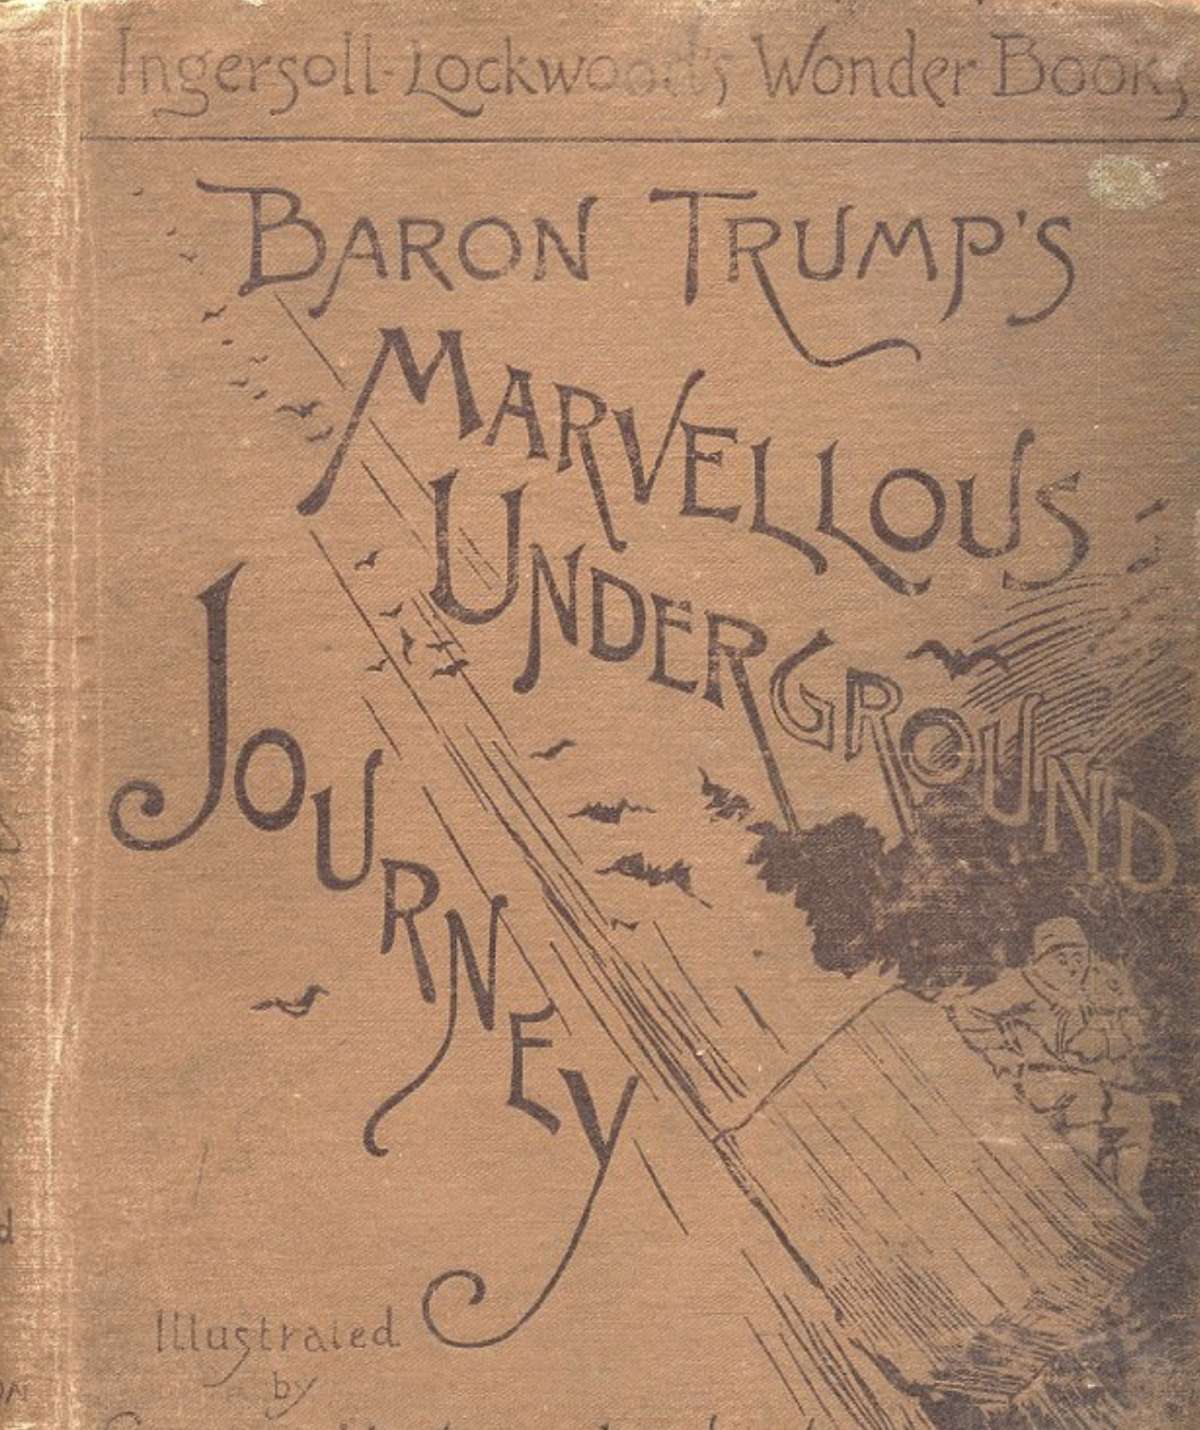 Ingersoll-Lockwood's Wonder Books
BARON TRUMP'S
MARVELLOUS
UNDERGROUND
JOURNEY
Illustrated
by